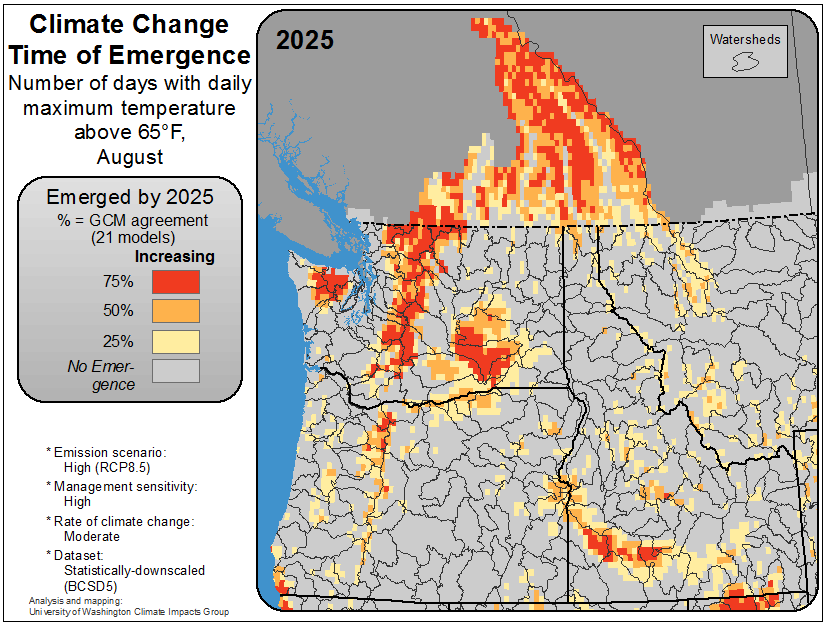 Climate Change
Time of Emergence
Number of days with daily
maximum temperature
above 65°F,
August
Emerged by 2025
% = GCM agreement
(21 models)
Increasing
75%
50%
25%
No Emer-
gence
* Emission scenario:
High (RCP8.5)
* Management sensitivity:
High
* Rate of climate change:
Moderate
* Dataset:
Statistically-downscaled
(BCSD5)
Analysis and mapping:
University of Washington Climate Impacts Group
2025
Watersheds